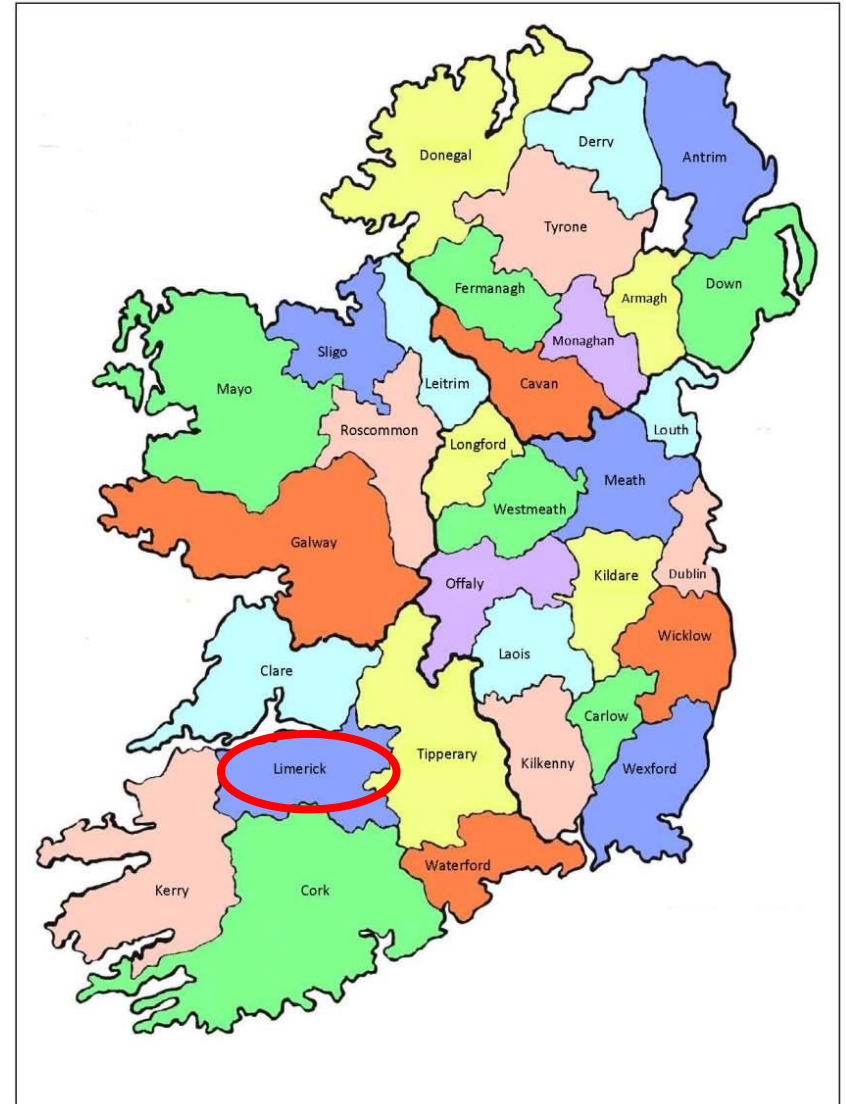 Derrv
Antrim
Donegal
Tyrone
Fermanagh
Armagh
Down
Monaghan
Sligo
Mayo
Leitrim
Cavan
Roscommon
Longford
Louth
Meath
Westmeath
Galway
Offaly
Kildare
Dublin
Wicklow
Laois
Clare
Carlow
Tipperary
Kilkenny
Wexford
Limerick
Waterford
Kerry
Cork